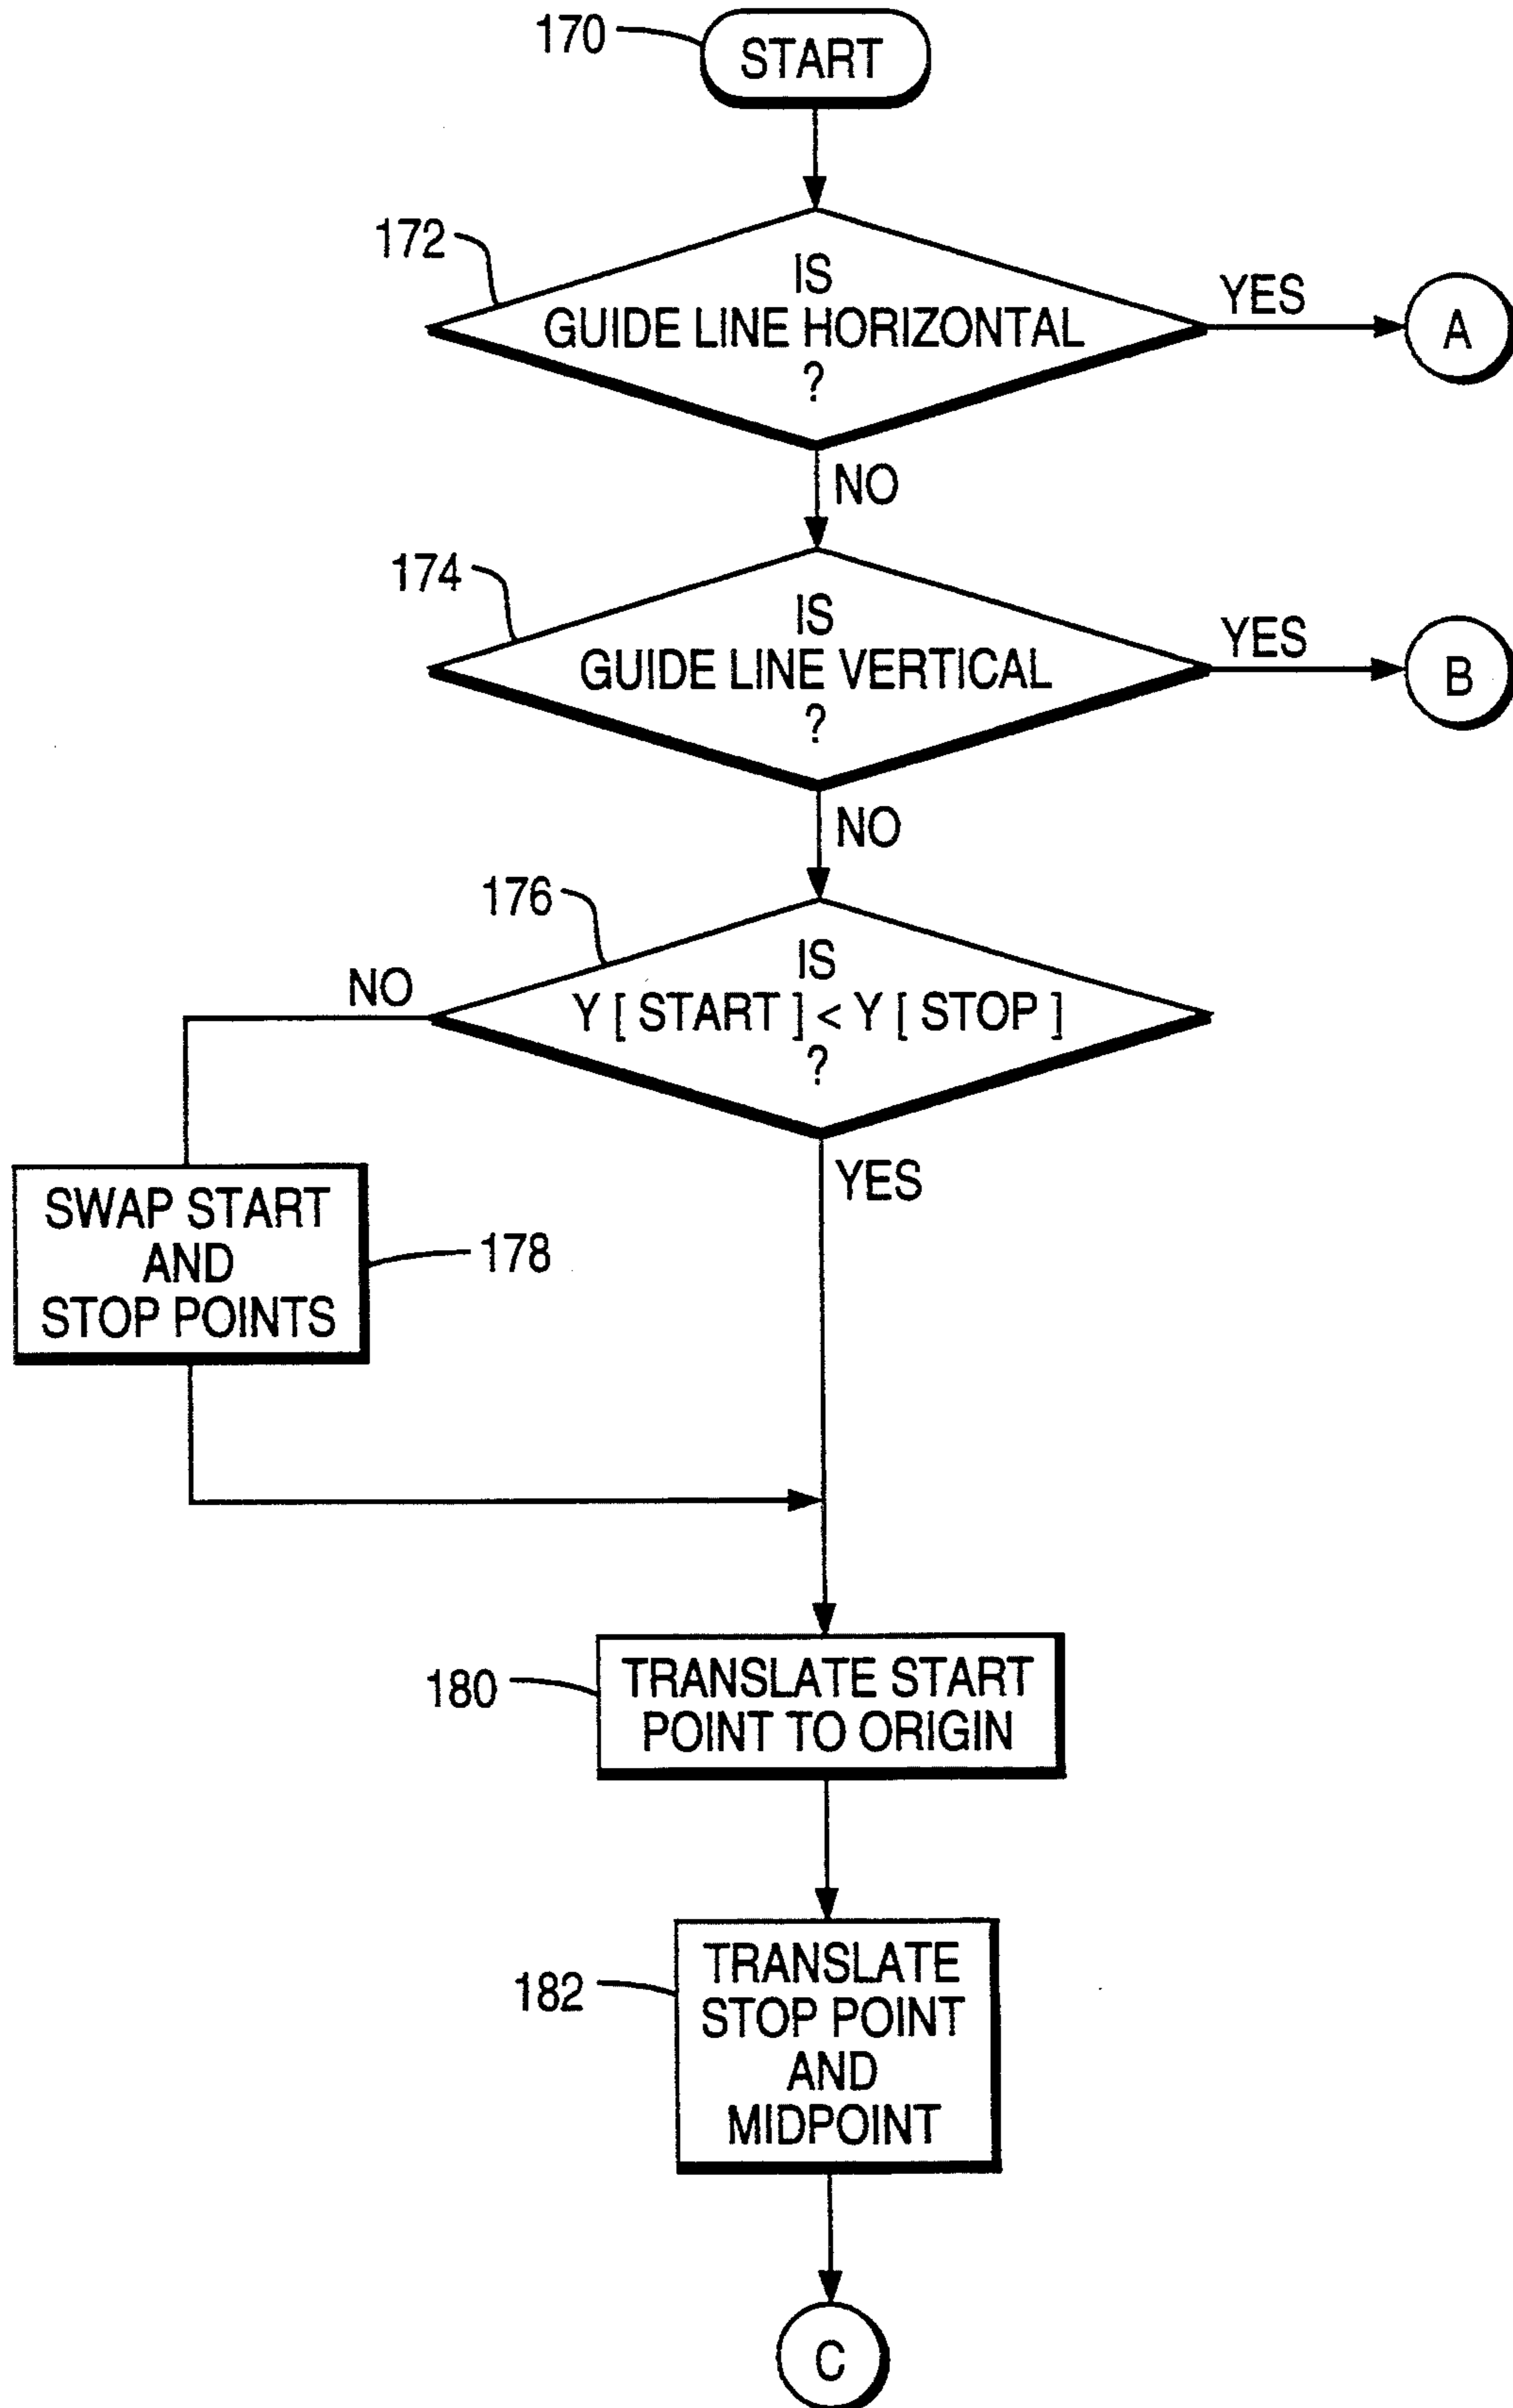 170
START
172
IS
GUIDE LINE HORIZONTAL
?
YES
A
NO
174
IS
GUIDE LINE VERTICAL
?
YES
B
NO
176
IS
Y [ START ] < Y [ STOP ]
?
NO
YES
SWAP START
AND
STOP POINTS
178
180
TRANSLATE START
POINT TO ORIGIN
182
TRANSLATE
STOP POINT
AND
MIDPOINT
C